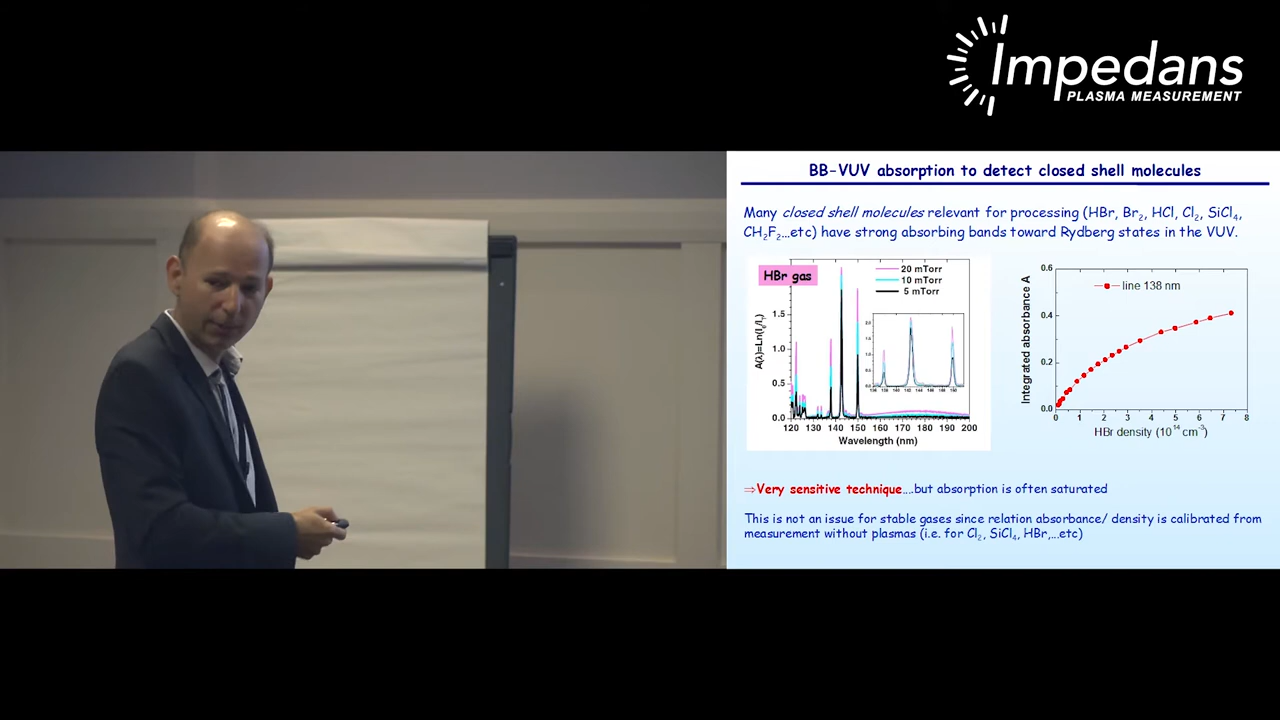 Impedans
PLASMA MEASUREMENT
BB-VUV absorption to detect closed shell molecules
Many closed shell molecules relevant for processing (HBr, Br₂, HCl, Cl₂, SiCl₄,
CH₂F₂...etc) have strong absorbing bands toward Rydberg states in the VUV.
HBr gas
20 mTorr
10 mTorr
5 mTorr
A(λ)=Ln(I₀/I)
1.5
1.0
0.5
0.0
120 130 140 150 160 170 180 190 200
Wavelength (nm)
line 138 nm
Integrated absorbance A
0.6
0.4
0.2
0.0
0 1 2 3 4 5 6 7 8
HBr density (10¹⁴ cm⁻³)
⇒Very sensitive technique....but absorption is often saturated
This is not an issue for stable gases since relation absorbance/ density is calibrated from
measurement without plasmas (i.e. for Cl₂, SiCl₄, HBr,...etc)